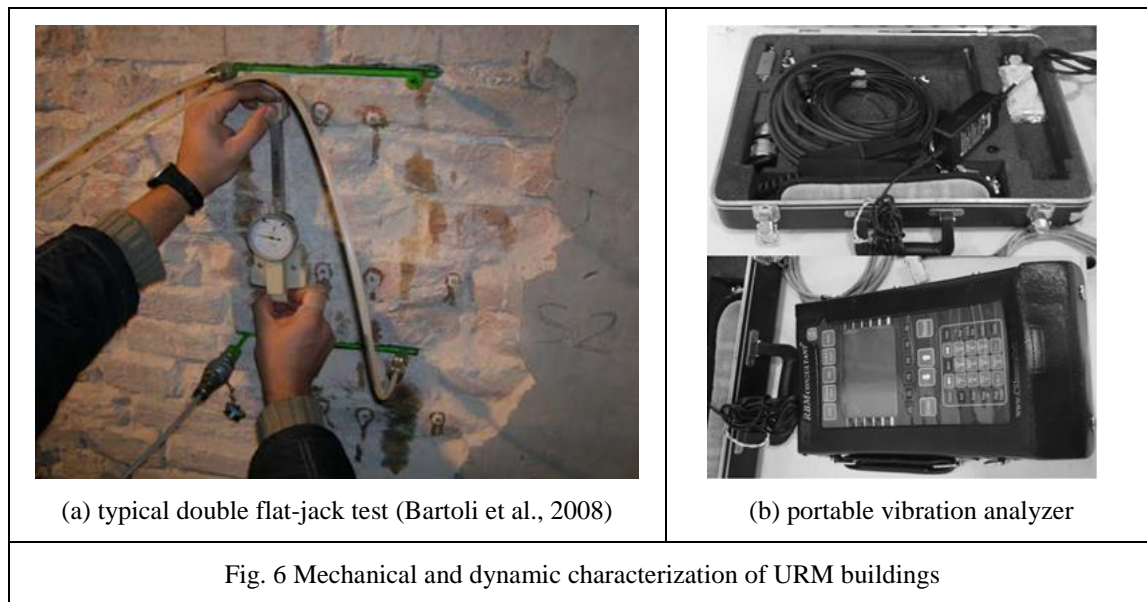 S2
RBMCONSULTANT
(a) typical double flat-jack test (Bartoli et al., 2008)
(b) portable vibration analyzer
Fig. 6 Mechanical and dynamic characterization of URM buildings